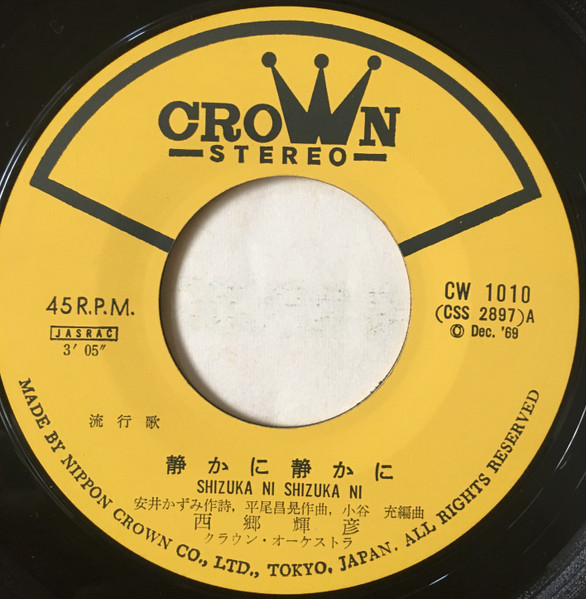 CROWN
STEREO
45 R.P.M.
JASRAC
3′ 05″
CW 1010
(CSS 2897)A
© Dec. '69
流行歌
静かに静かに
SHIZUKA NI SHIZUKA NI
安井かずみ作詩, 平尾昌晃作曲, 小谷 充編曲
西郷輝彦
クラウン・オーケストラ
MADE BY NIPPON CROWN CO., LTD., TOKYO, JAPAN. ALL RIGHTS RESERVED